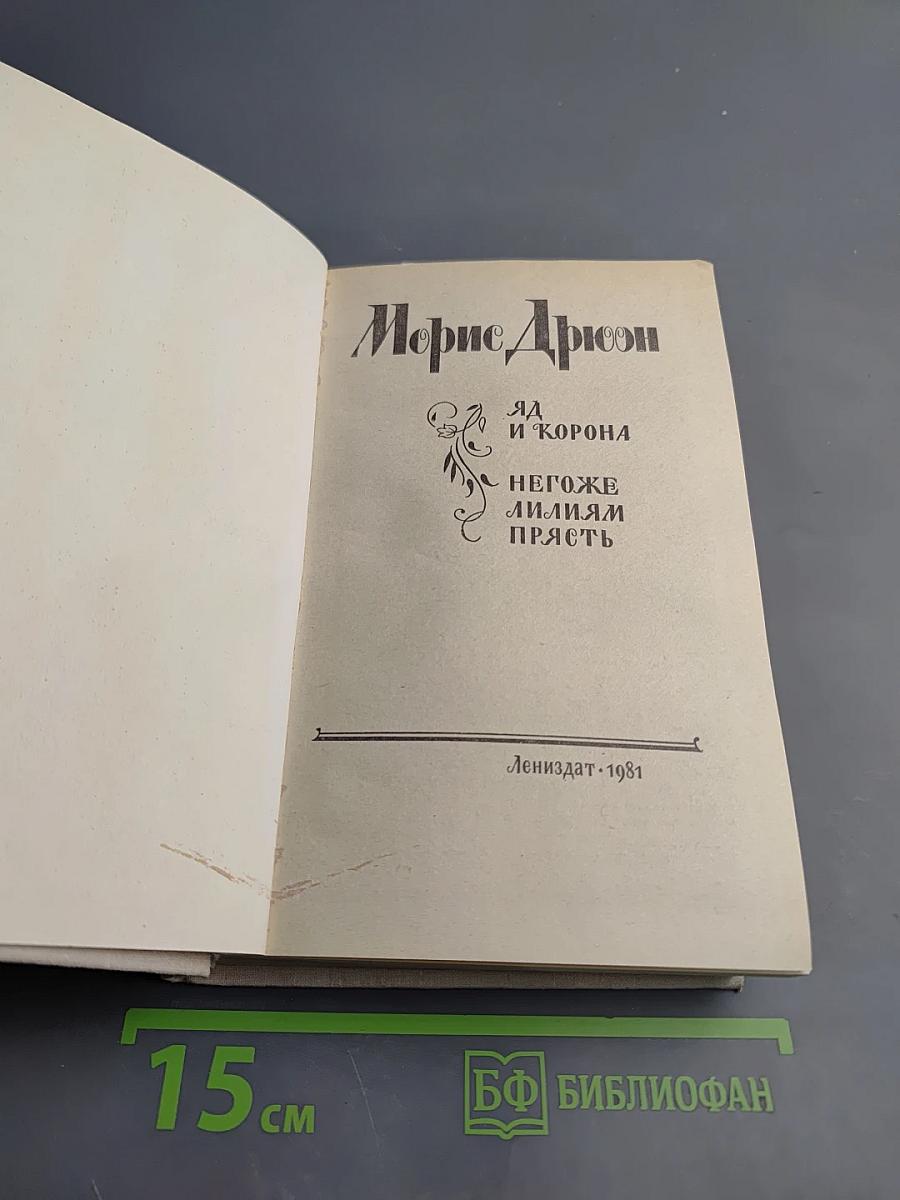 Морис Дрюон
ЯД
И КОРОНА
НЕГОЖЕ
ЛИЛИЯМ
ПРЯСТЬ
Лениздат·1981
15 см
БФ БИБЛИОФАН